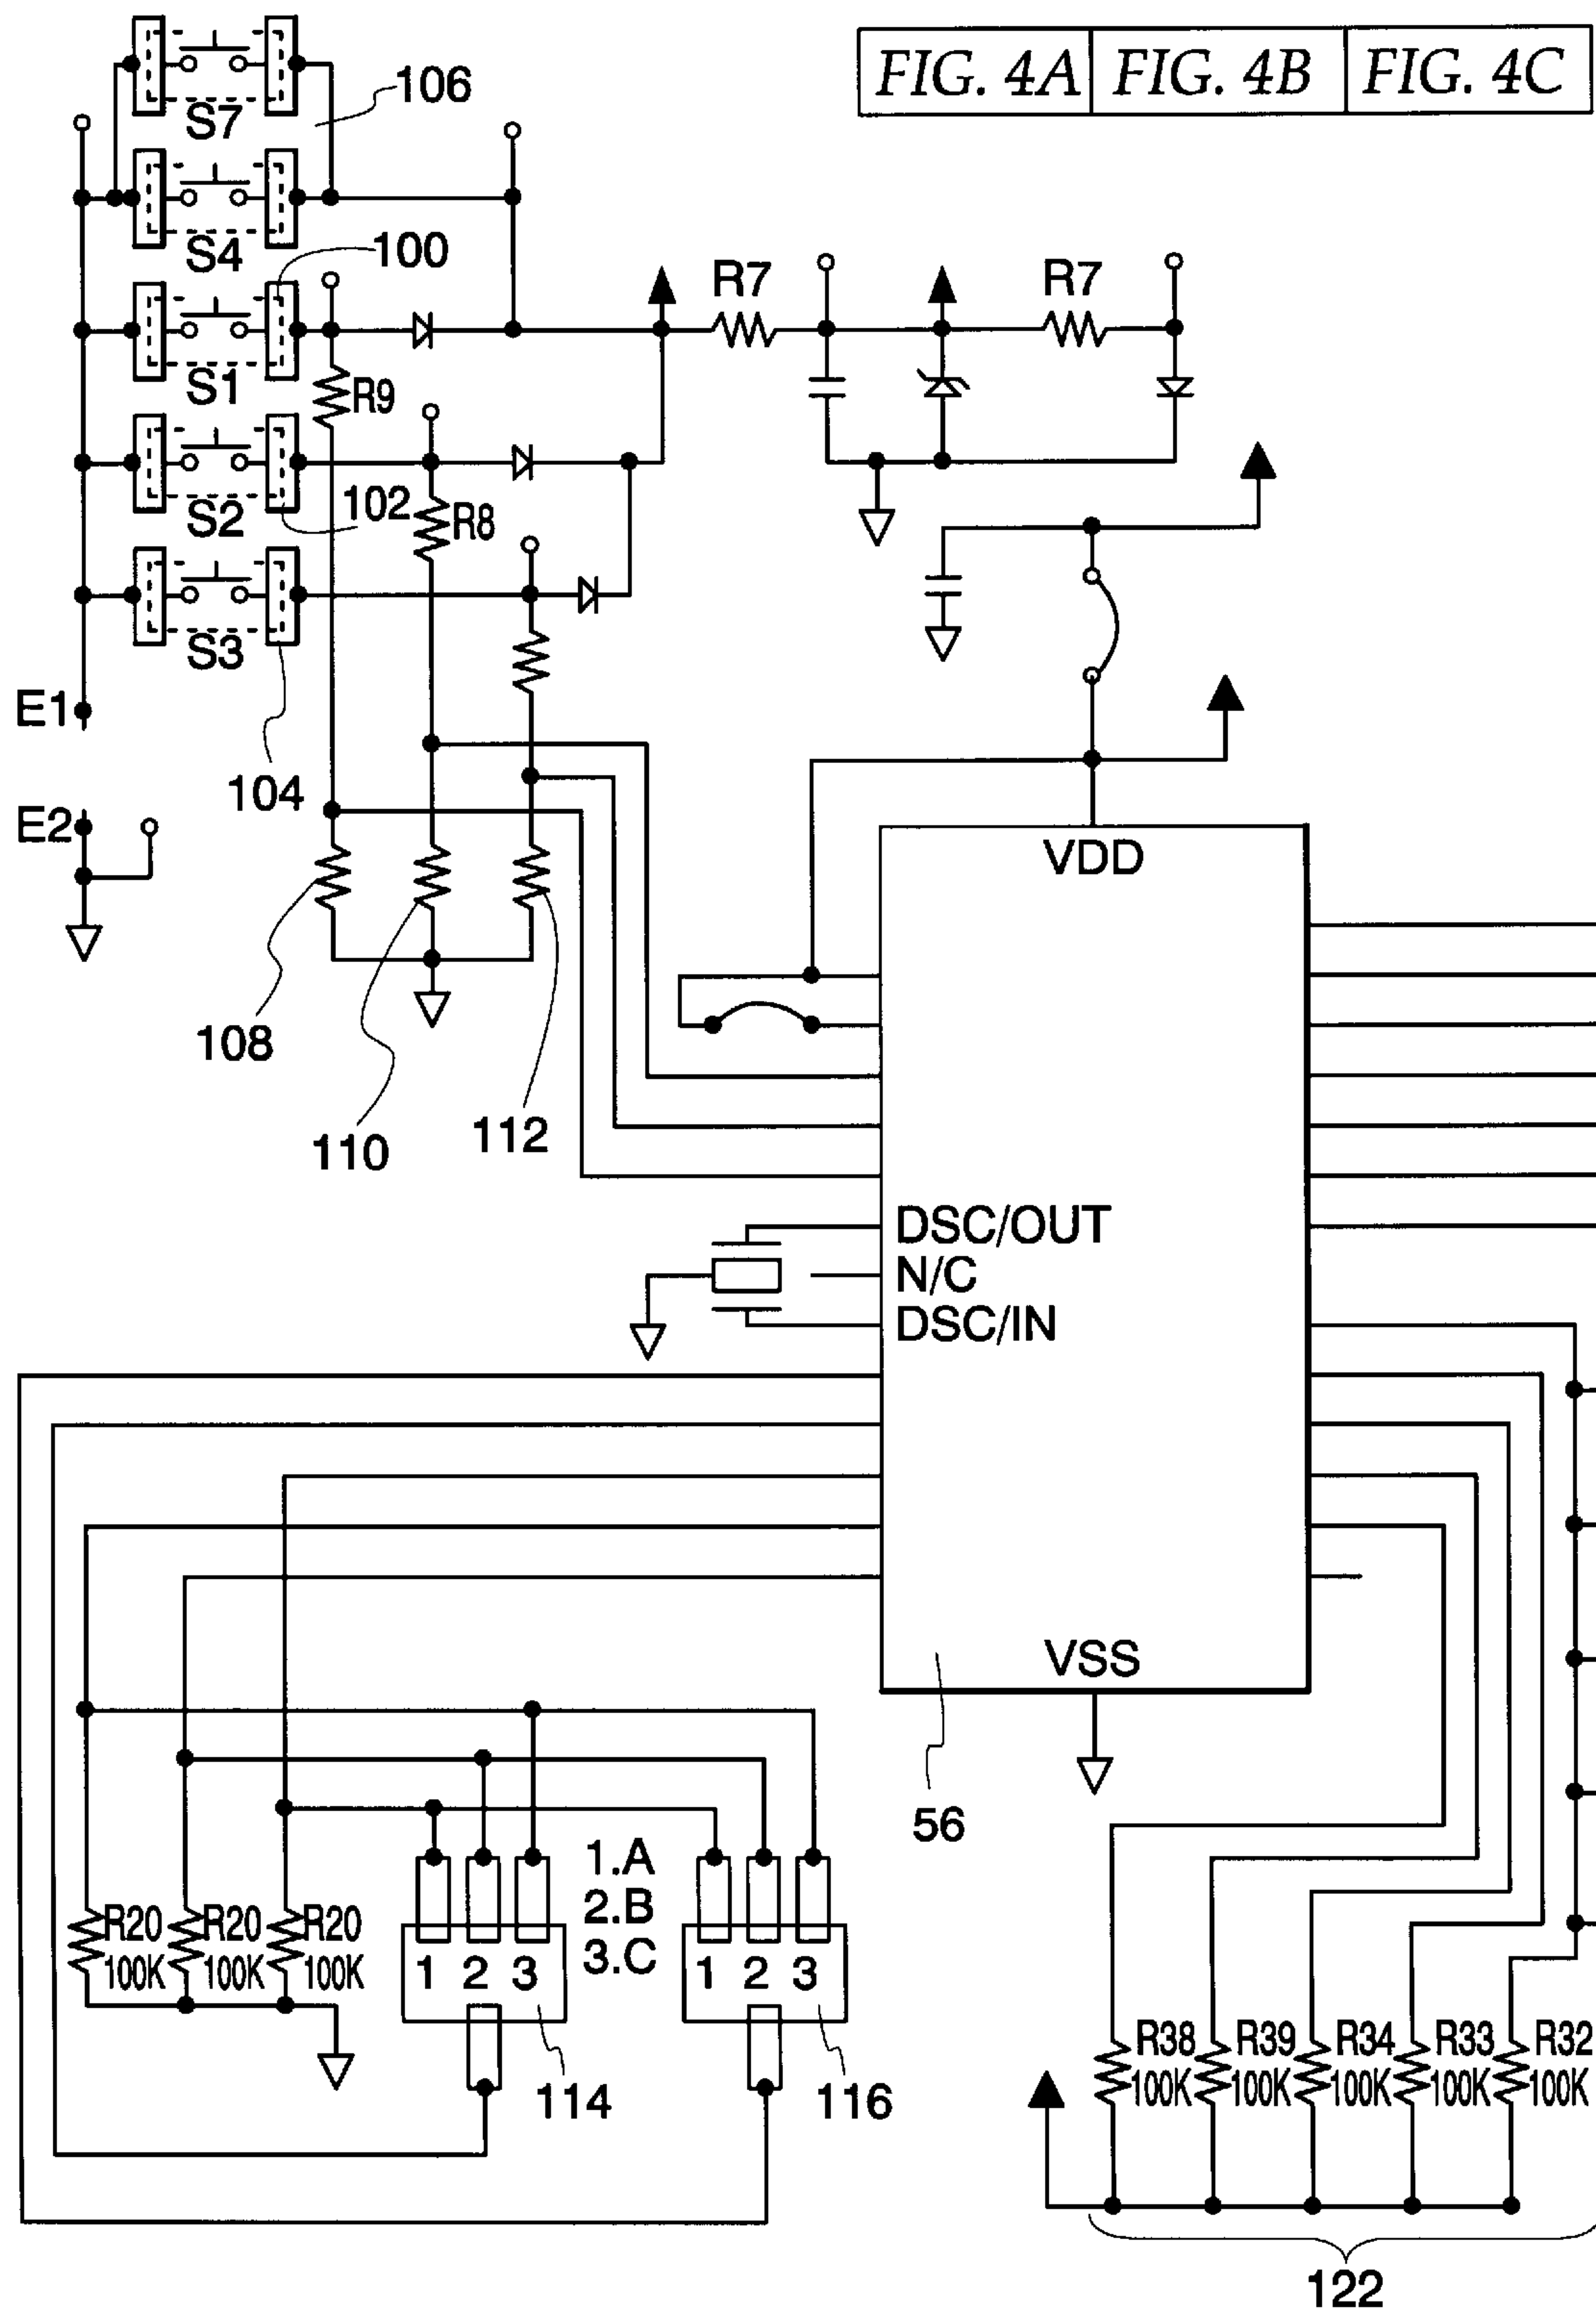 FIG. 4A FIG. 4B FIG. 4C
S7
106
S4
100
S1
R9
R7
R7
S2
102
R8
S3
E1
104
E2
VDD
108
110
112
DSC/OUT
N/C
DSC/IN
VSS
56
1.A
2.B
3.C
R20
100K
R20
100K
R20
100K
1 2 3
1 2 3
114
116
R38
100K
R39
100K
R34
100K
R33
100K
R32
100K
122